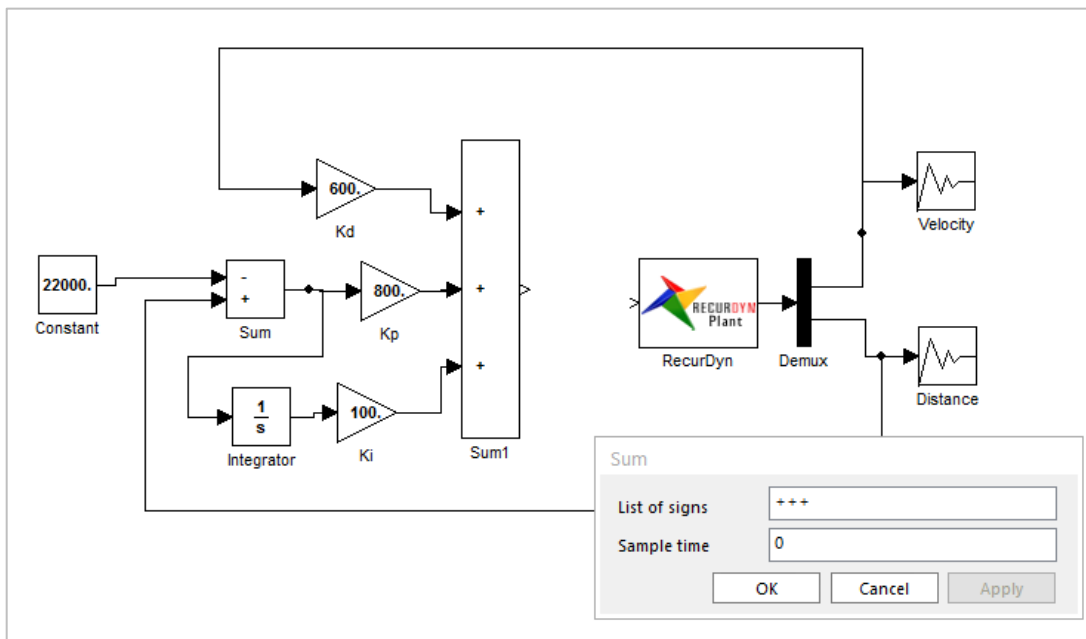 600.
+
Kd
Velocity
22000.
Constant
-
+
Sum
800.
+
Kp
RECURDYN
Plant
RecurDyn
Demux
Distance
1
s
Integrator
100.
Ki
+
Sum1
Sum
List of signs
+++
Sample time
0
OK
Cancel
Apply